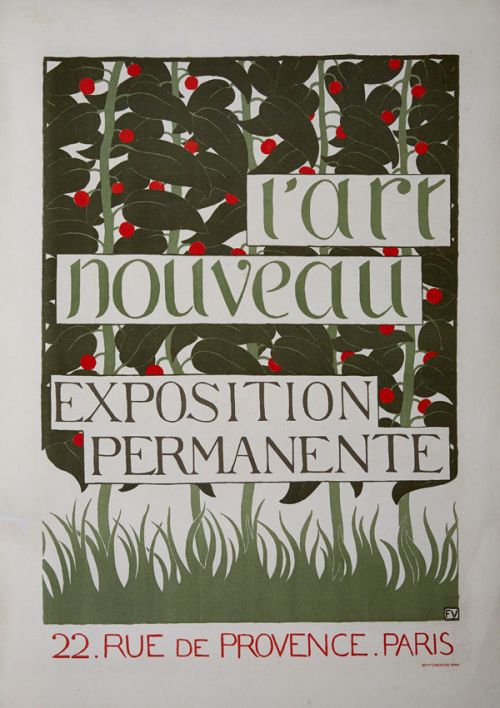 l'art
nouveau
EXPOSITION
PERMANENTE
FV
22. RUE DE PROVENCE. PARIS